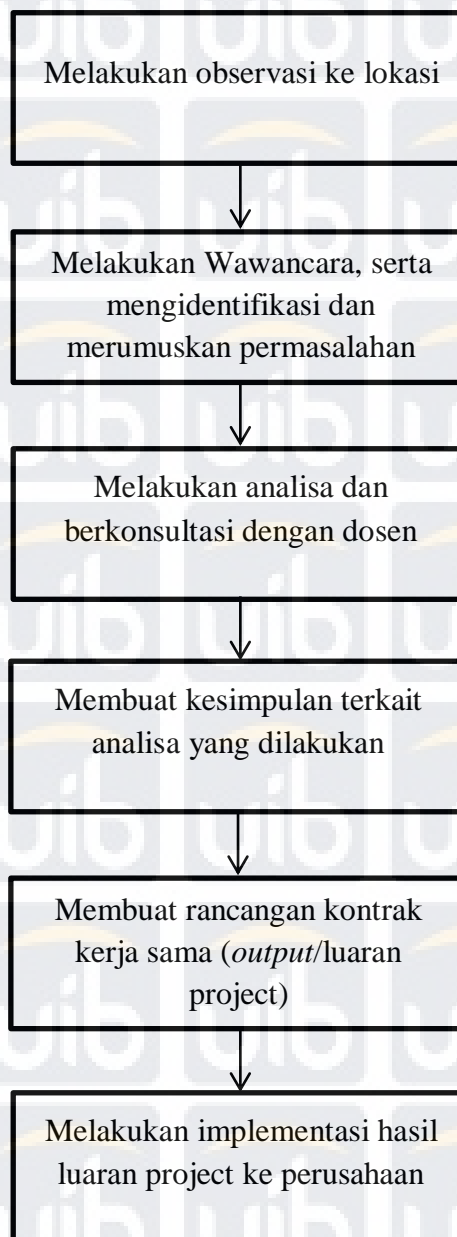 Melakukan observasi ke lokasi
Melakukan Wawancara, serta
mengidentifikasi dan
merumuskan permasalahan
Melakukan analisa dan
berkonsultasi dengan dosen
Membuat kesimpulan terkait
analisa yang dilakukan
Membuat rancangan kontrak
kerja sama (output/luaran
project)
Melakukan implementasi hasil
luaran project ke perusahaan